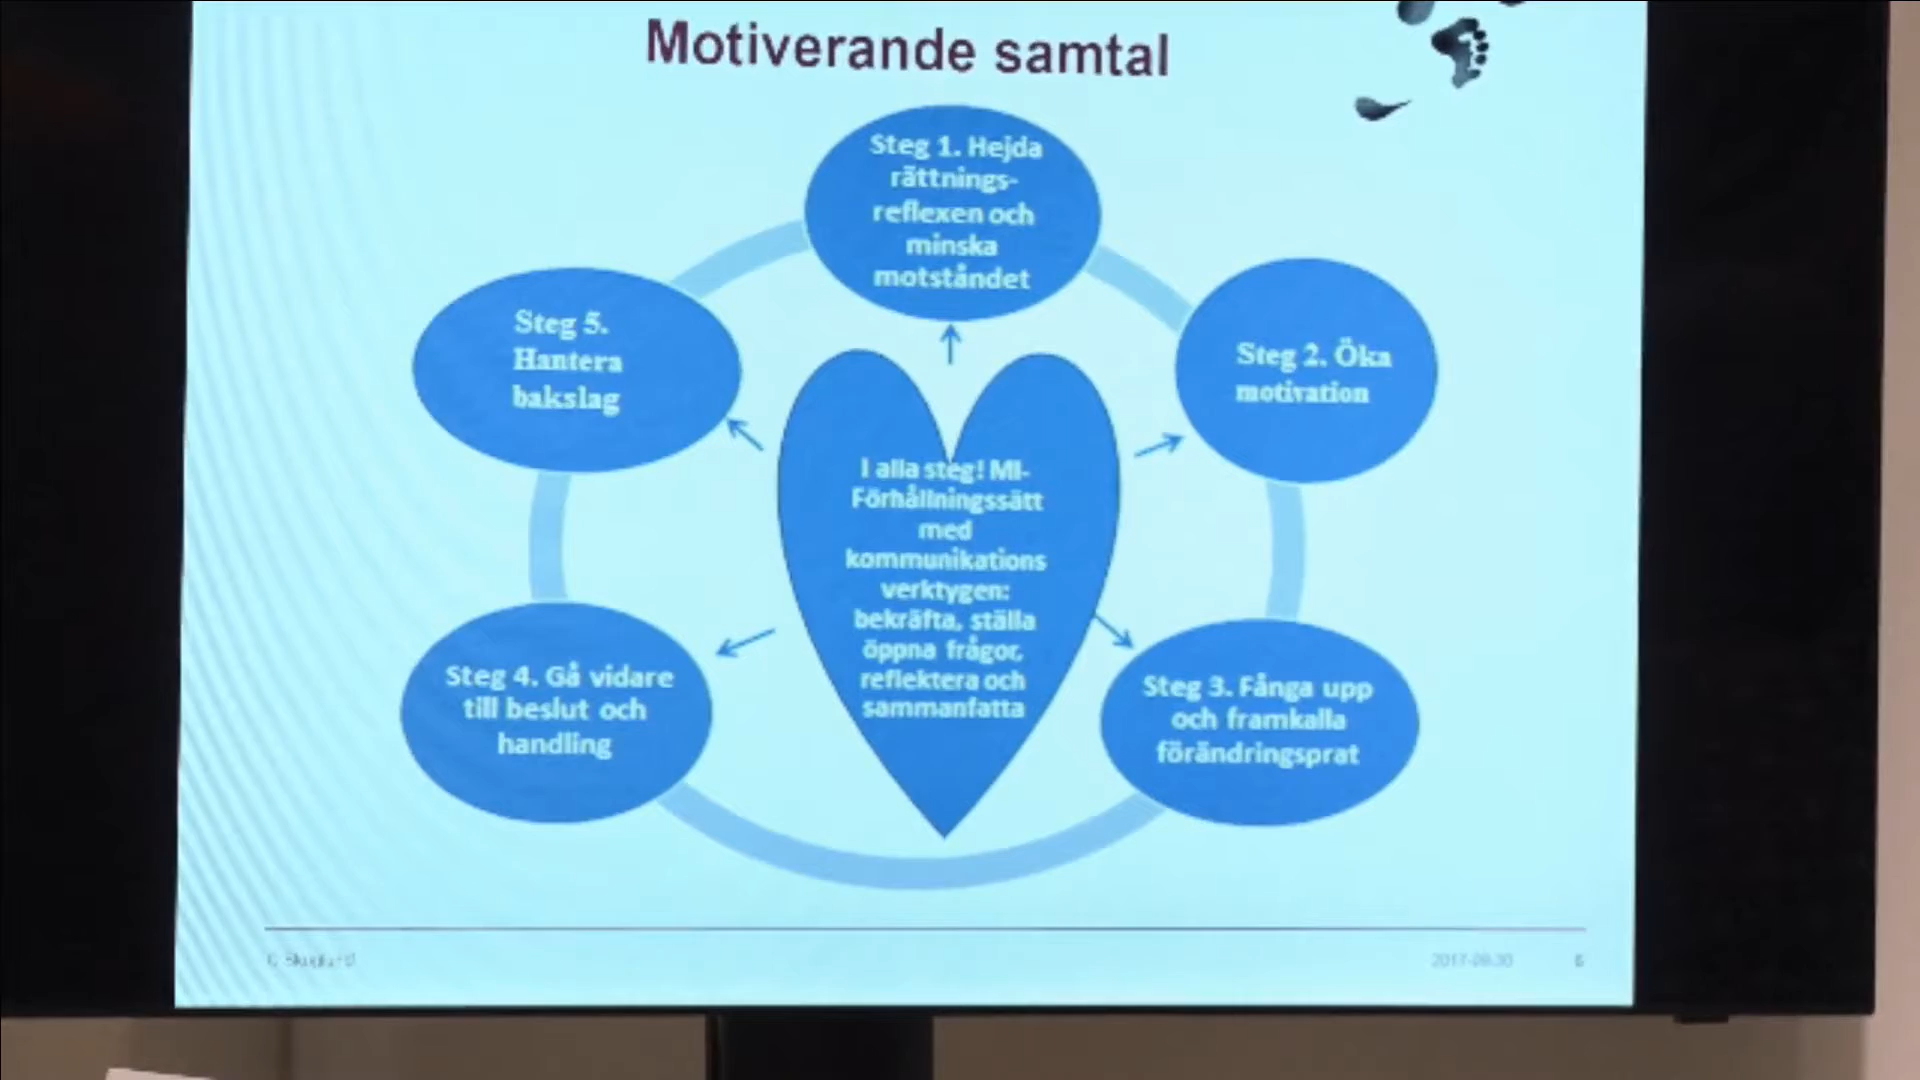 Motiverande samtal
Steg 1. Hejda
rättnings-
reflexen och
minska
motståndet
Steg 2. Öka
motivation
Steg 3. Fånga upp
och framkalla
förändringsprat
Steg 4. Gå vidare
till beslut och
handling
Steg 5.
Hantera
bakslag
I alla steg! MI-
Förhållningssätt
med
kommunikations
verktygen:
bekräfta, ställa
öppna frågor,
reflektera och
sammanfatta